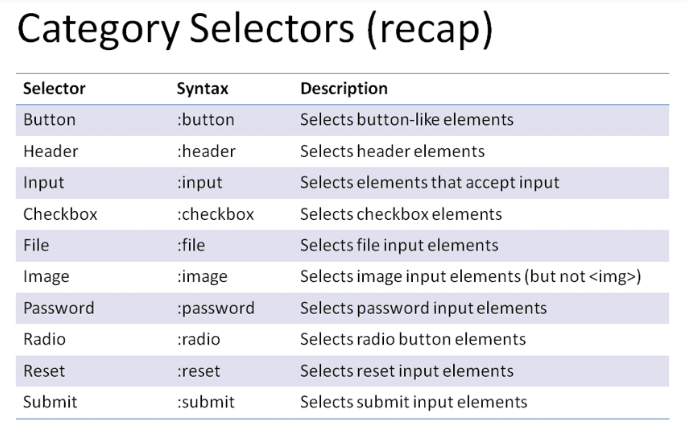 Category Selectors (recap)
Selector Syntax Description
Button :button Selects button-like elements
Header :header Selects header elements
Input :input Selects elements that accept input
Checkbox :checkbox Selects checkbox elements
File :file Selects file input elements
Image :image Selects image input elements (but not <img>)
Password :password Selects password input elements
Radio :radio Selects radio button elements
Reset :reset Selects reset input elements
Submit :submit Selects submit input elements